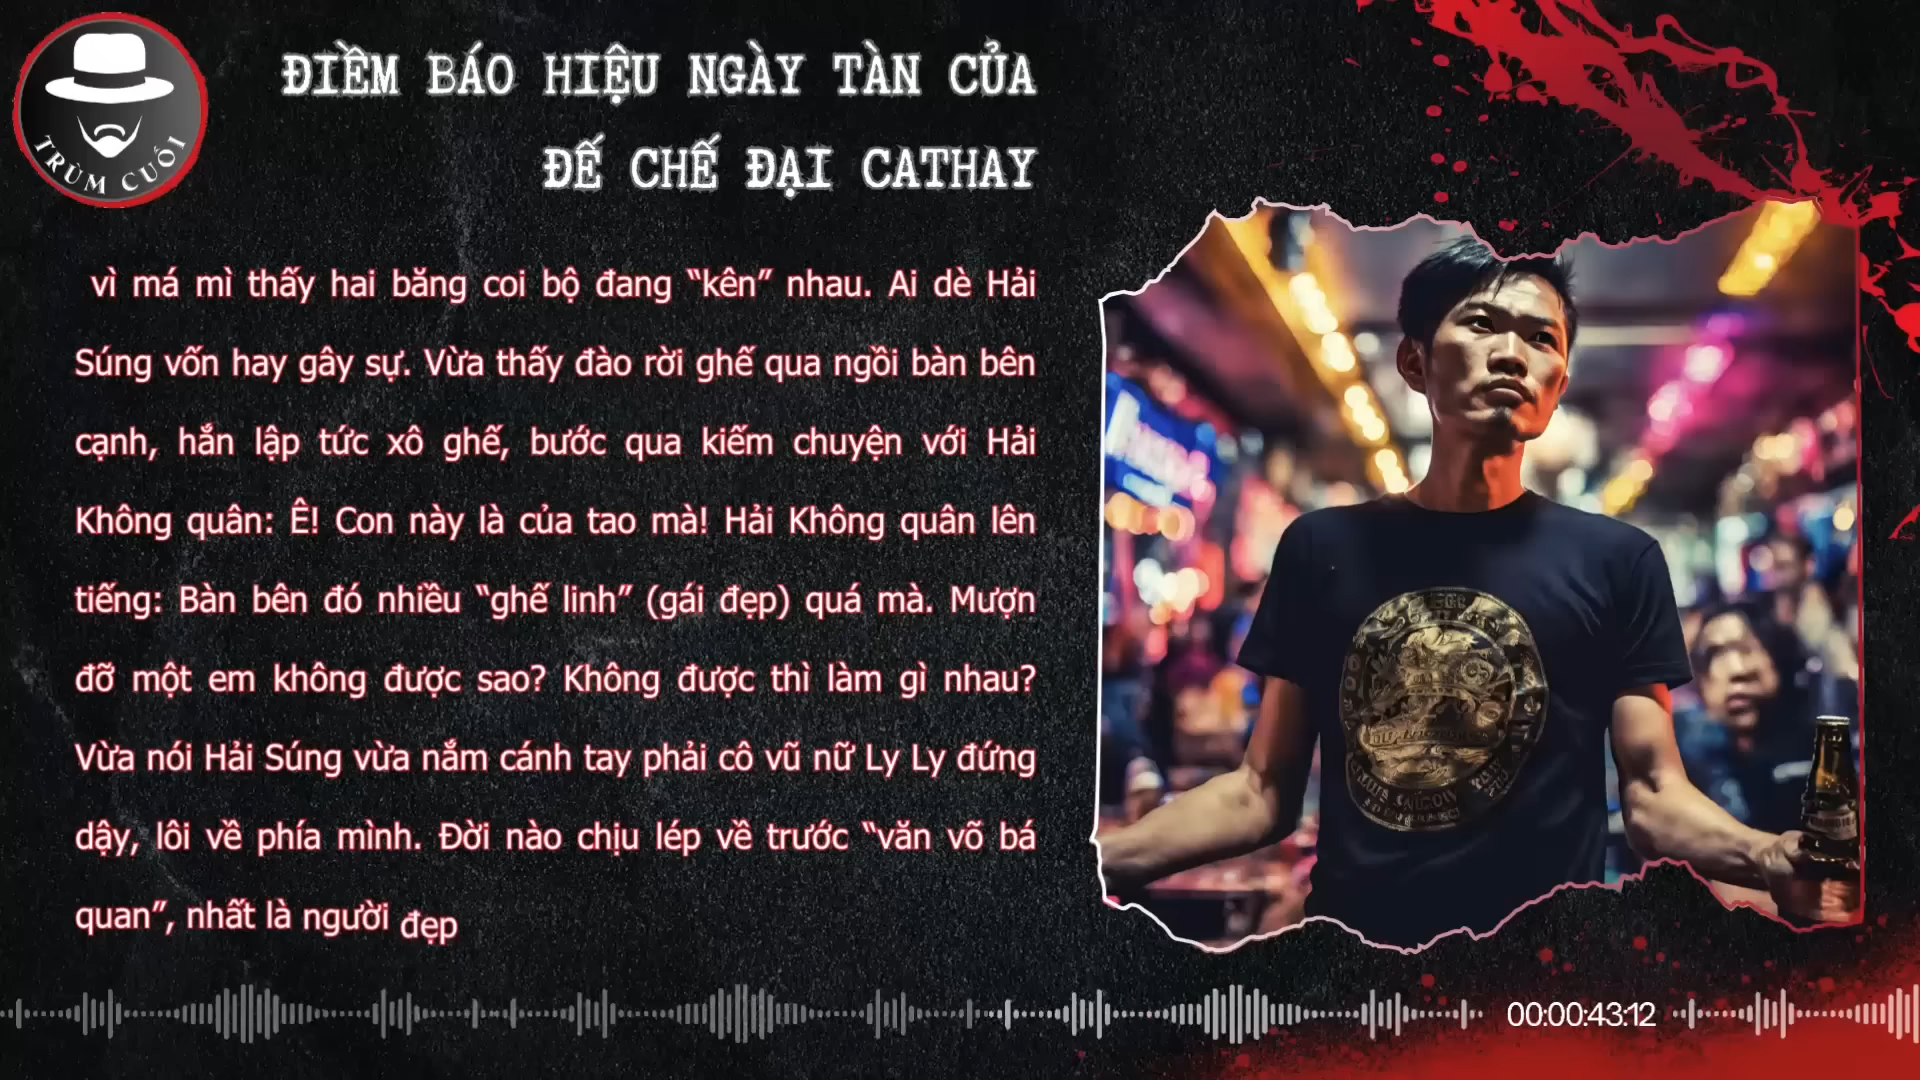 TRÙM CUỐI
ĐIỀM BÁO HIỆU NGÀY TÀN CỦA
ĐẾ CHẾ ĐẠI CATHAY
vì má mì thấy hai băng coi bộ đang “kên” nhau. Ai dè Hải
Súng vốn hay gây sự. Vừa thấy đào rời ghế qua ngồi bàn bên
cạnh, hắn lập tức xô ghế, bước qua kiếm chuyện với Hải
Không quân: Ê! Con này là của tao mà! Hải Không quân lên
tiếng: Bàn bên đó nhiều “ghế linh” (gái đẹp) quá mà. Mượn
đỡ một em không được sao? Không được thì làm gì nhau?
Vừa nói Hải Súng vừa nắm cánh tay phải cô vũ nữ Ly Ly đứng
dậy, lôi về phía mình. Đời nào chịu lép về trước “văn võ bá
quan”, nhất là người đẹp
00:00:43:12